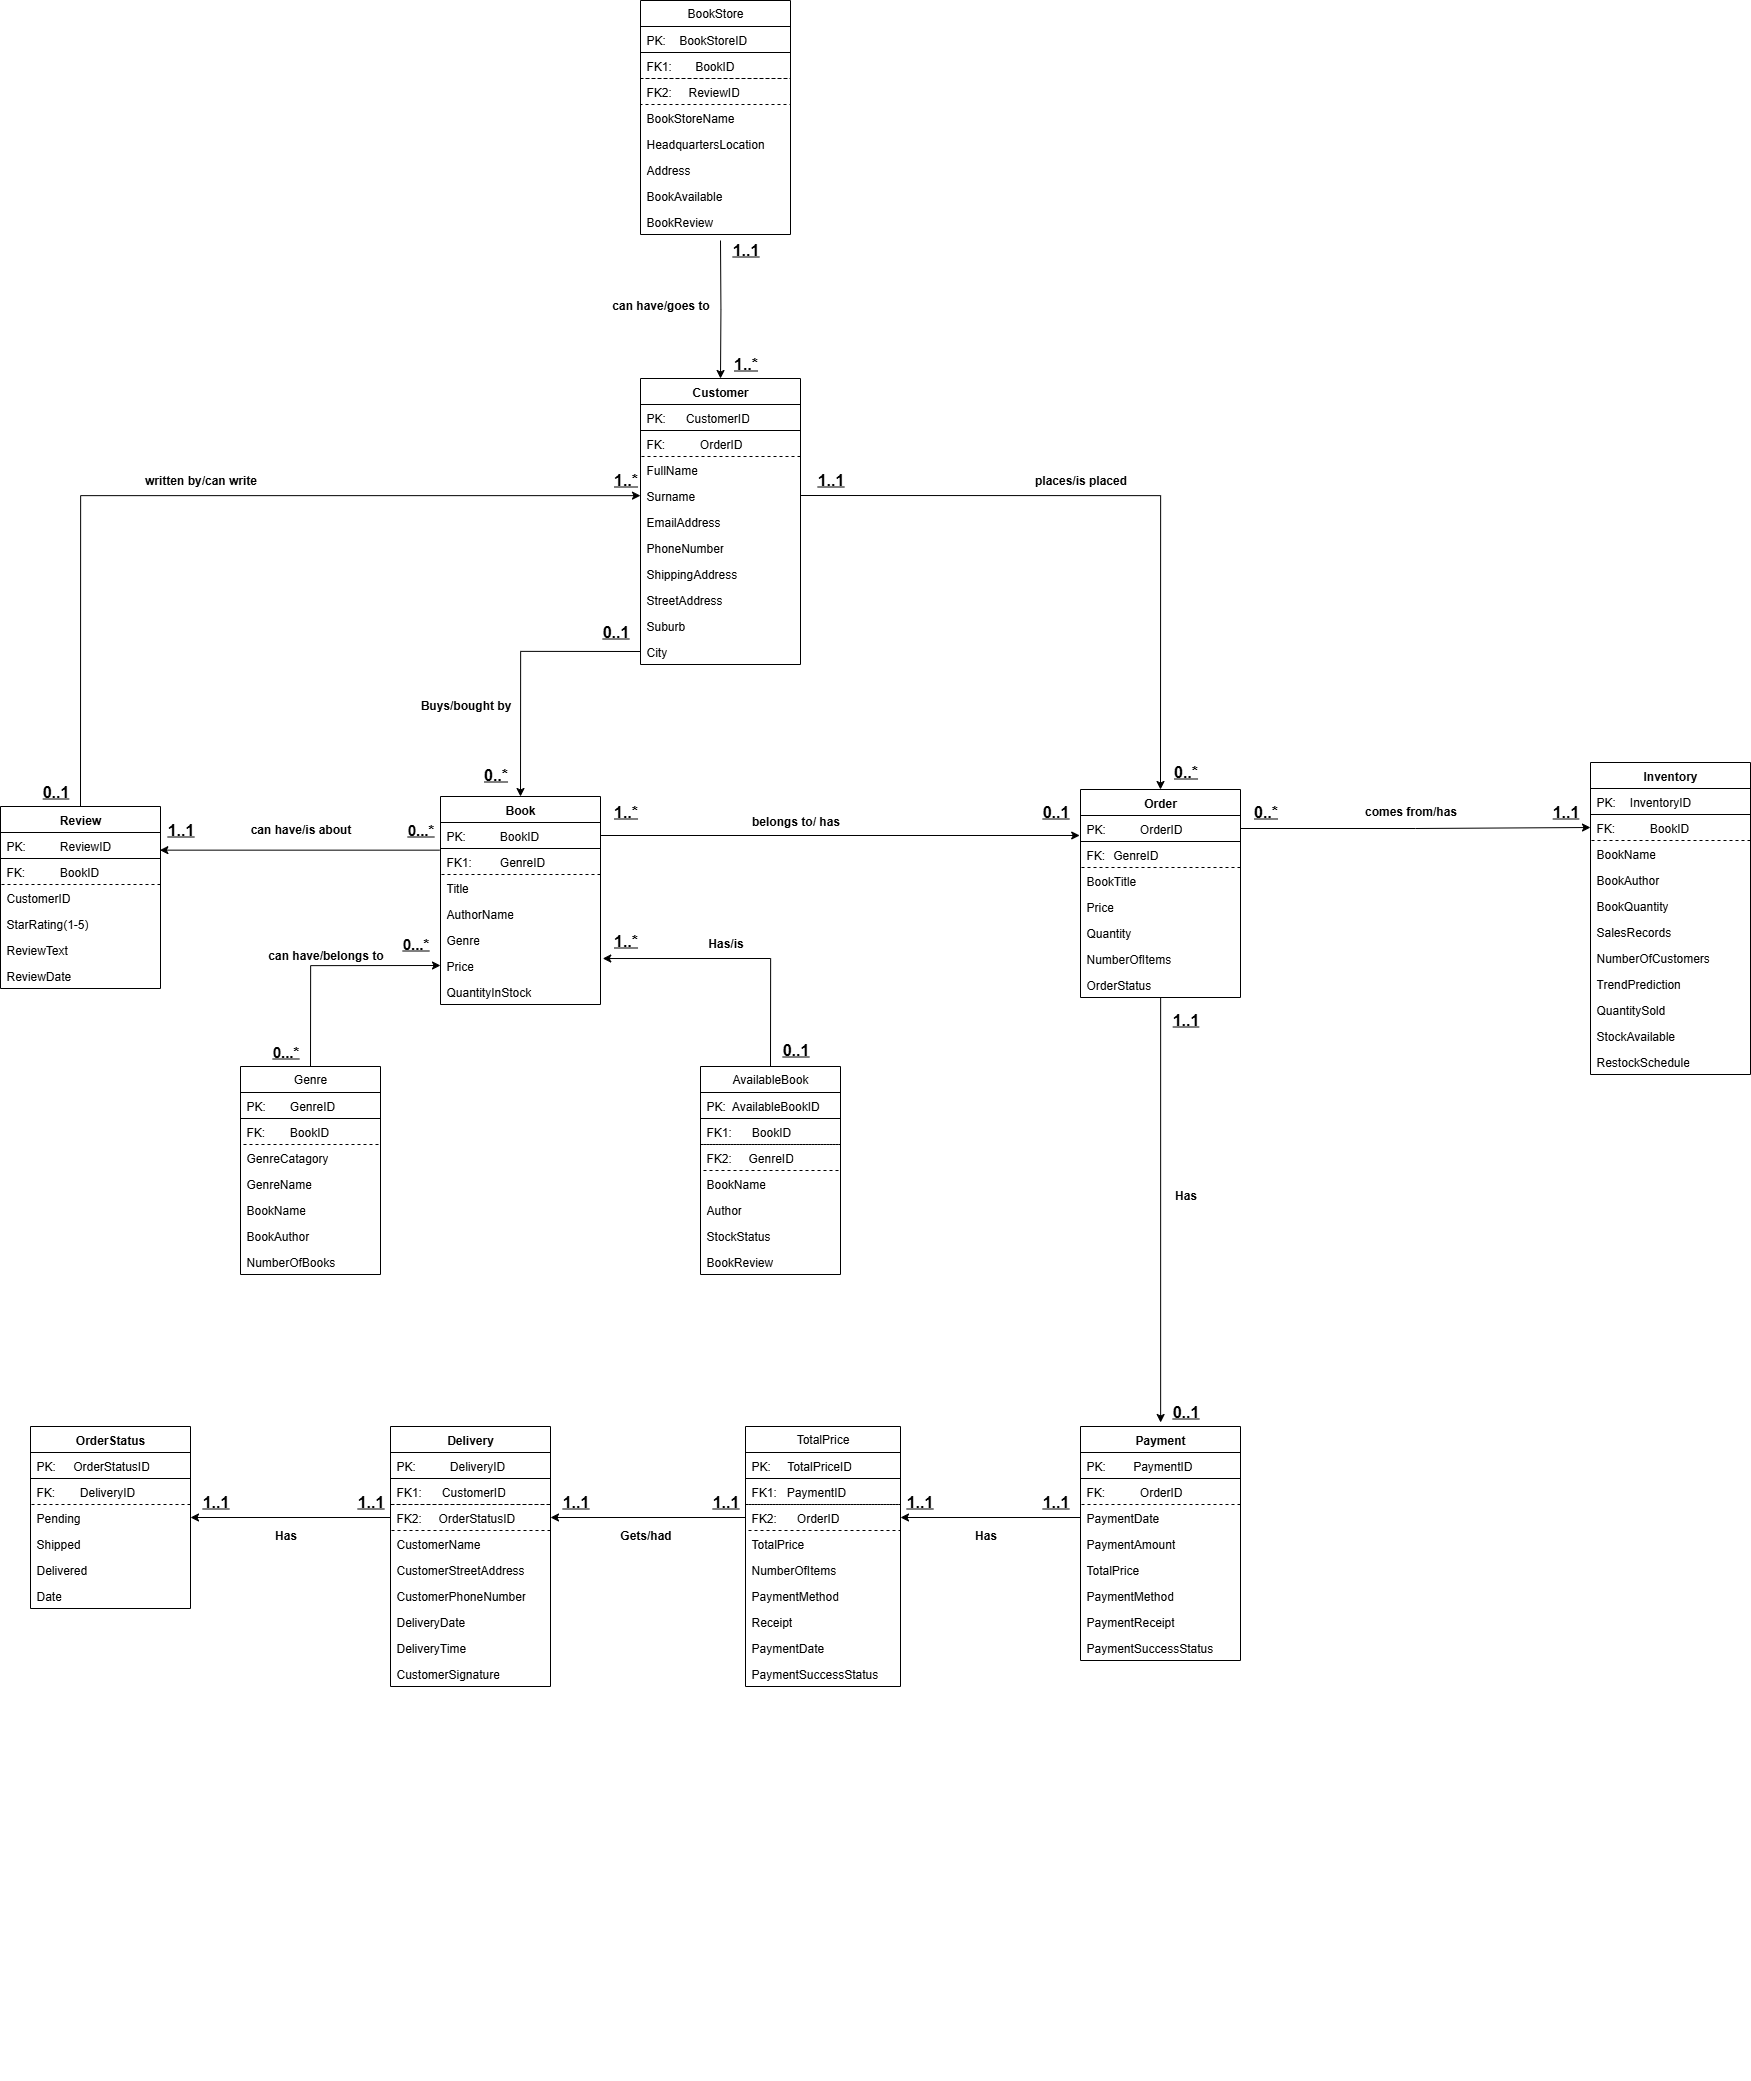 BookStore
PK: BookStoreID
FK1: BookID
FK2: ReviewID
BookStoreName
HeadquartersLocation
Address
BookAvailable
BookReview
1..1
can have/goes to
1..*
Customer
PK: CustomerID
FK: OrderID
FullName
Surname
EmailAddress
PhoneNumber
ShippingAddress
StreetAddress
Suburb
City
written by/can write
1..*
1..1
places/is placed
0..1
Buys/bought by
0..*
0..1
0..*
Review
PK: ReviewID
FK: BookID
CustomerID
StarRating(1-5)
ReviewText
ReviewDate
1..1
can have/is about
0...*
Book
PK: BookID
FK1: GenreID
Title
AuthorName
Genre
Price
QuantityInStock
1..*
belongs to/ has
0..1
Order
PK: OrderID
FK: GenreID
BookTitle
Price
Quantity
NumberOfItems
OrderStatus
0..*
comes from/has
1..1
Inventory
PK: InventoryID
FK: BookID
BookName
BookAuthor
BookQuantity
SalesRecords
NumberOfCustomers
TrendPrediction
QuantitySold
StockAvailable
RestockSchedule
can have/belongs to
0...*
1..*
Has/is
0...*
0..1
1..1
Genre
PK: GenreID
FK: BookID
GenreCatagory
GenreName
BookName
BookAuthor
NumberOfBooks
AvailableBook
PK: AvailableBookID
FK1: BookID
FK2: GenreID
BookName
Author
StockStatus
BookReview
Has
0..1
OrderStatus
PK: OrderStatusID
FK: DeliveryID
Pending
Shipped
Delivered
Date
1..1
Has
1..1
Delivery
PK: DeliveryID
FK1: CustomerID
FK2: OrderStatusID
CustomerName
CustomerStreetAddress
CustomerPhoneNumber
DeliveryDate
DeliveryTime
CustomerSignature
1..1
Gets/had
1..1
TotalPrice
PK: TotalPriceID
FK1: PaymentID
FK2: OrderID
TotalPrice
NumberOfItems
PaymentMethod
Receipt
PaymentDate
PaymentSuccessStatus
1..1
Has
1..1
Payment
PK: PaymentID
FK: OrderID
PaymentDate
PaymentAmount
TotalPrice
PaymentMethod
PaymentReceipt
PaymentSuccessStatus